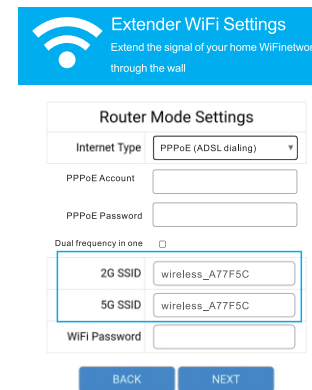 Extender WiFi Settings
Extend the signal of your home WiFinetwor
through the wall
Router Mode Settings
Internet Type PPPoE (ADSL dialing)
PPPoE Account
PPPoE Password
Dual frequency in one
2G SSID wireless_A77F5C
5G SSID wireless_A77F5C
WiFi Password
BACK NEXT